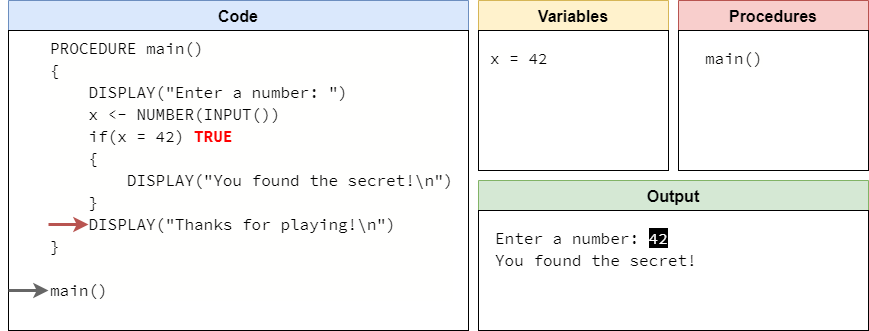 Code
PROCEDURE main()
{
    DISPLAY("Enter a number: ")
    x <- NUMBER(INPUT())
    if(x = 42) TRUE
    {
        DISPLAY("You found the secret!\n")
    }
    DISPLAY("Thanks for playing!\n")
}
main()
Variables
x = 42
Procedures
main()
Output
Enter a number: 42
You found the secret!